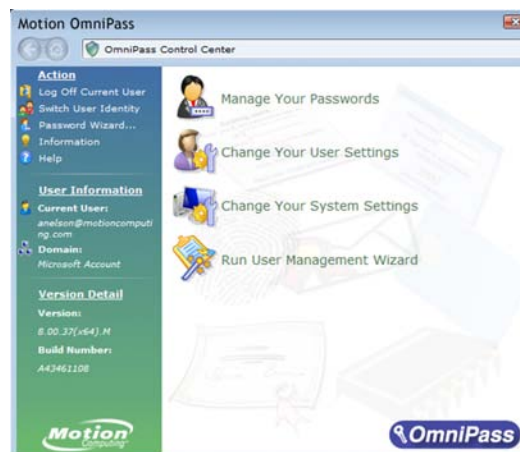 Motion OmniPass
OmniPass Control Center
Action
Log Off Current User
Switch User Identity
Password Wizard...
Information
Help
User Information
Current User:
anelson@motioncomputi
ng.com
Domain:
Microsoft Account
Version Detail
Version:
8.00.37(x64).M
Build Number:
A43461108
Motion
Computing
Manage Your Passwords
Change Your User Settings
Change Your System Settings
Run User Management Wizard
OmniPass